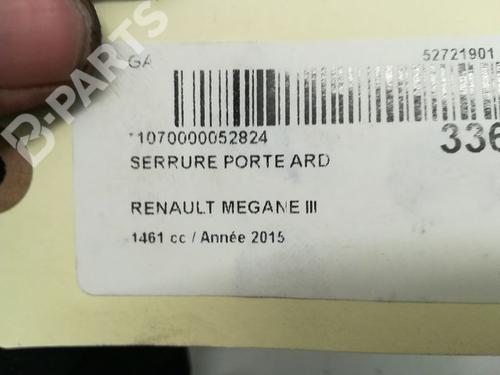 B-PARTS
GA
52721901
*1070000052824
336
SERRURE PORTE ARD
RENAULT MEGANE III
1461 cc / Année 2015